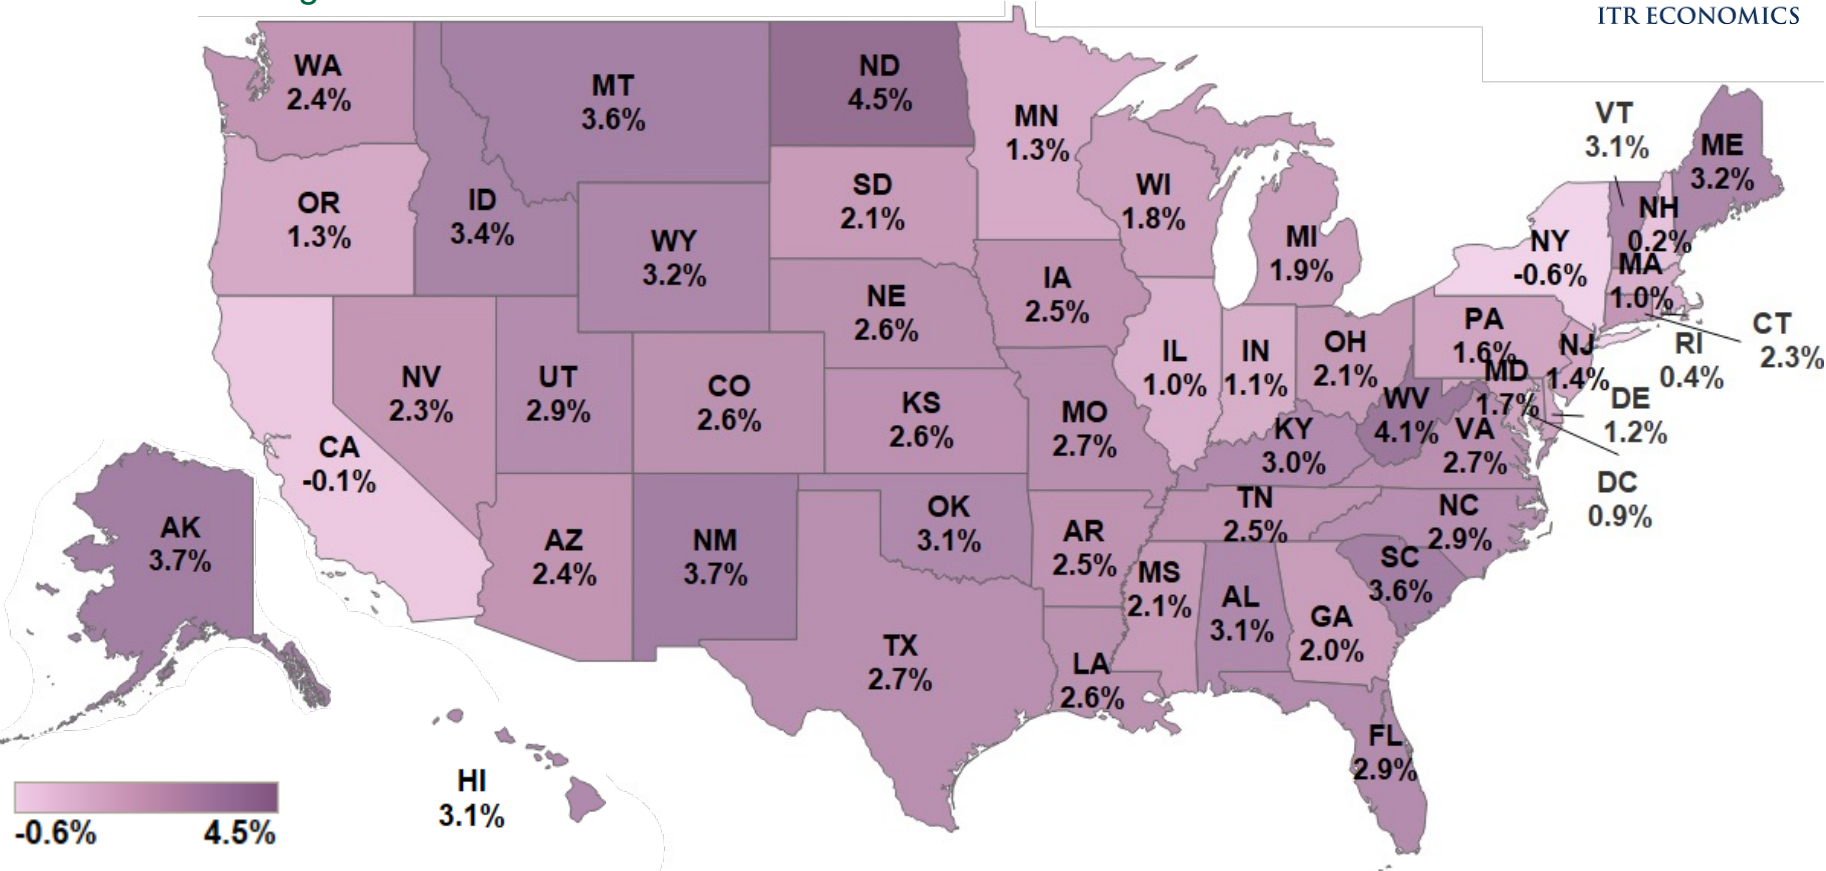 ITR ECONOMICS
WA
2.4%
MT
3.6%
ND
4.5%
MN
1.3%
VT
3.1%
ME
3.2%
OR
1.3%
ID
3.4%
SD
2.1%
WI
1.8%
NH
0.2%
WY
3.2%
MI
1.9%
NY
-0.6%
MA
1.0%
NE
2.6%
IA
2.5%
PA
1.6%
CT
2.3%
NV
2.3%
UT
2.9%
CO
2.6%
KS
2.6%
MO
2.7%
IL
1.0%
IN
1.1%
OH
2.1%
NJ
1.4%
RI
0.4%
MD
1.7%
DE
1.2%
WV
4.1%
VA
2.7%
KY
3.0%
CA
-0.1%
DC
0.9%
AK
3.7%
AZ
2.4%
NM
3.7%
OK
3.1%
AR
2.5%
TN
2.5%
NC
2.9%
MS
2.1%
AL
3.1%
GA
2.0%
SC
3.6%
TX
2.7%
LA
2.6%
FL
2.9%
HI
3.1%
-0.6%
4.5%